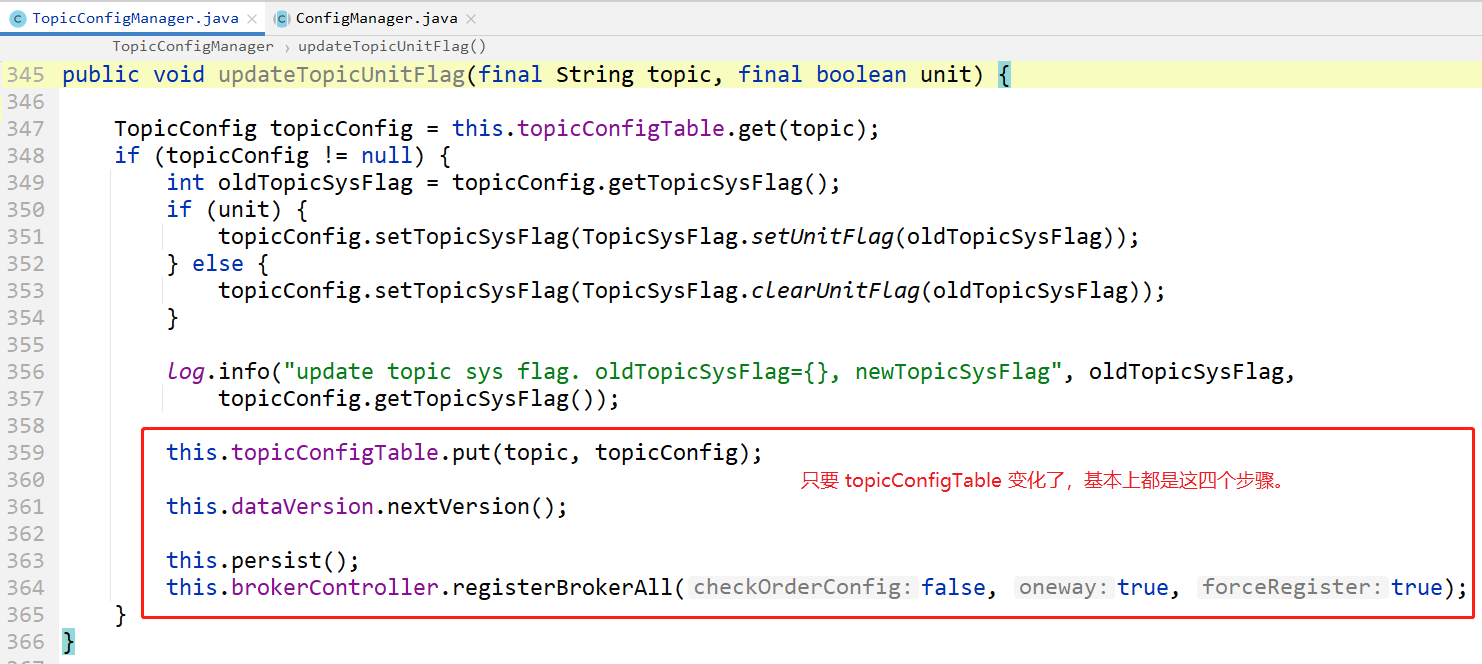 TopicConfigManager.java ConfigManager.java
TopicConfigManager › updateTopicUnitFlag()
345 public void updateTopicUnitFlag(final String topic, final boolean unit) {
346
347 TopicConfig topicConfig = this.topicConfigTable.get(topic);
348 if (topicConfig != null) {
349 int oldTopicSysFlag = topicConfig.getTopicSysFlag();
350 if (unit) {
351 topicConfig.setTopicSysFlag(TopicSysFlag.setUnitFlag(oldTopicSysFlag));
352 } else {
353 topicConfig.setTopicSysFlag(TopicSysFlag.clearUnitFlag(oldTopicSysFlag));
354 }
355
356 log.info("update topic sys flag. oldTopicSysFlag={}, newTopicSysFlag", oldTopicSysFlag,
357 topicConfig.getTopicSysFlag());
358
359 this.topicConfigTable.put(topic, topicConfig);
360 只要 topicConfigTable 变化了，基本上都是这四个步骤。
361 this.dataVersion.nextVersion();
362
363 this.persist();
364 this.brokerController.registerBrokerAll( checkOrderConfig: false, oneway: true, forceRegister: true);
365 }
366 }